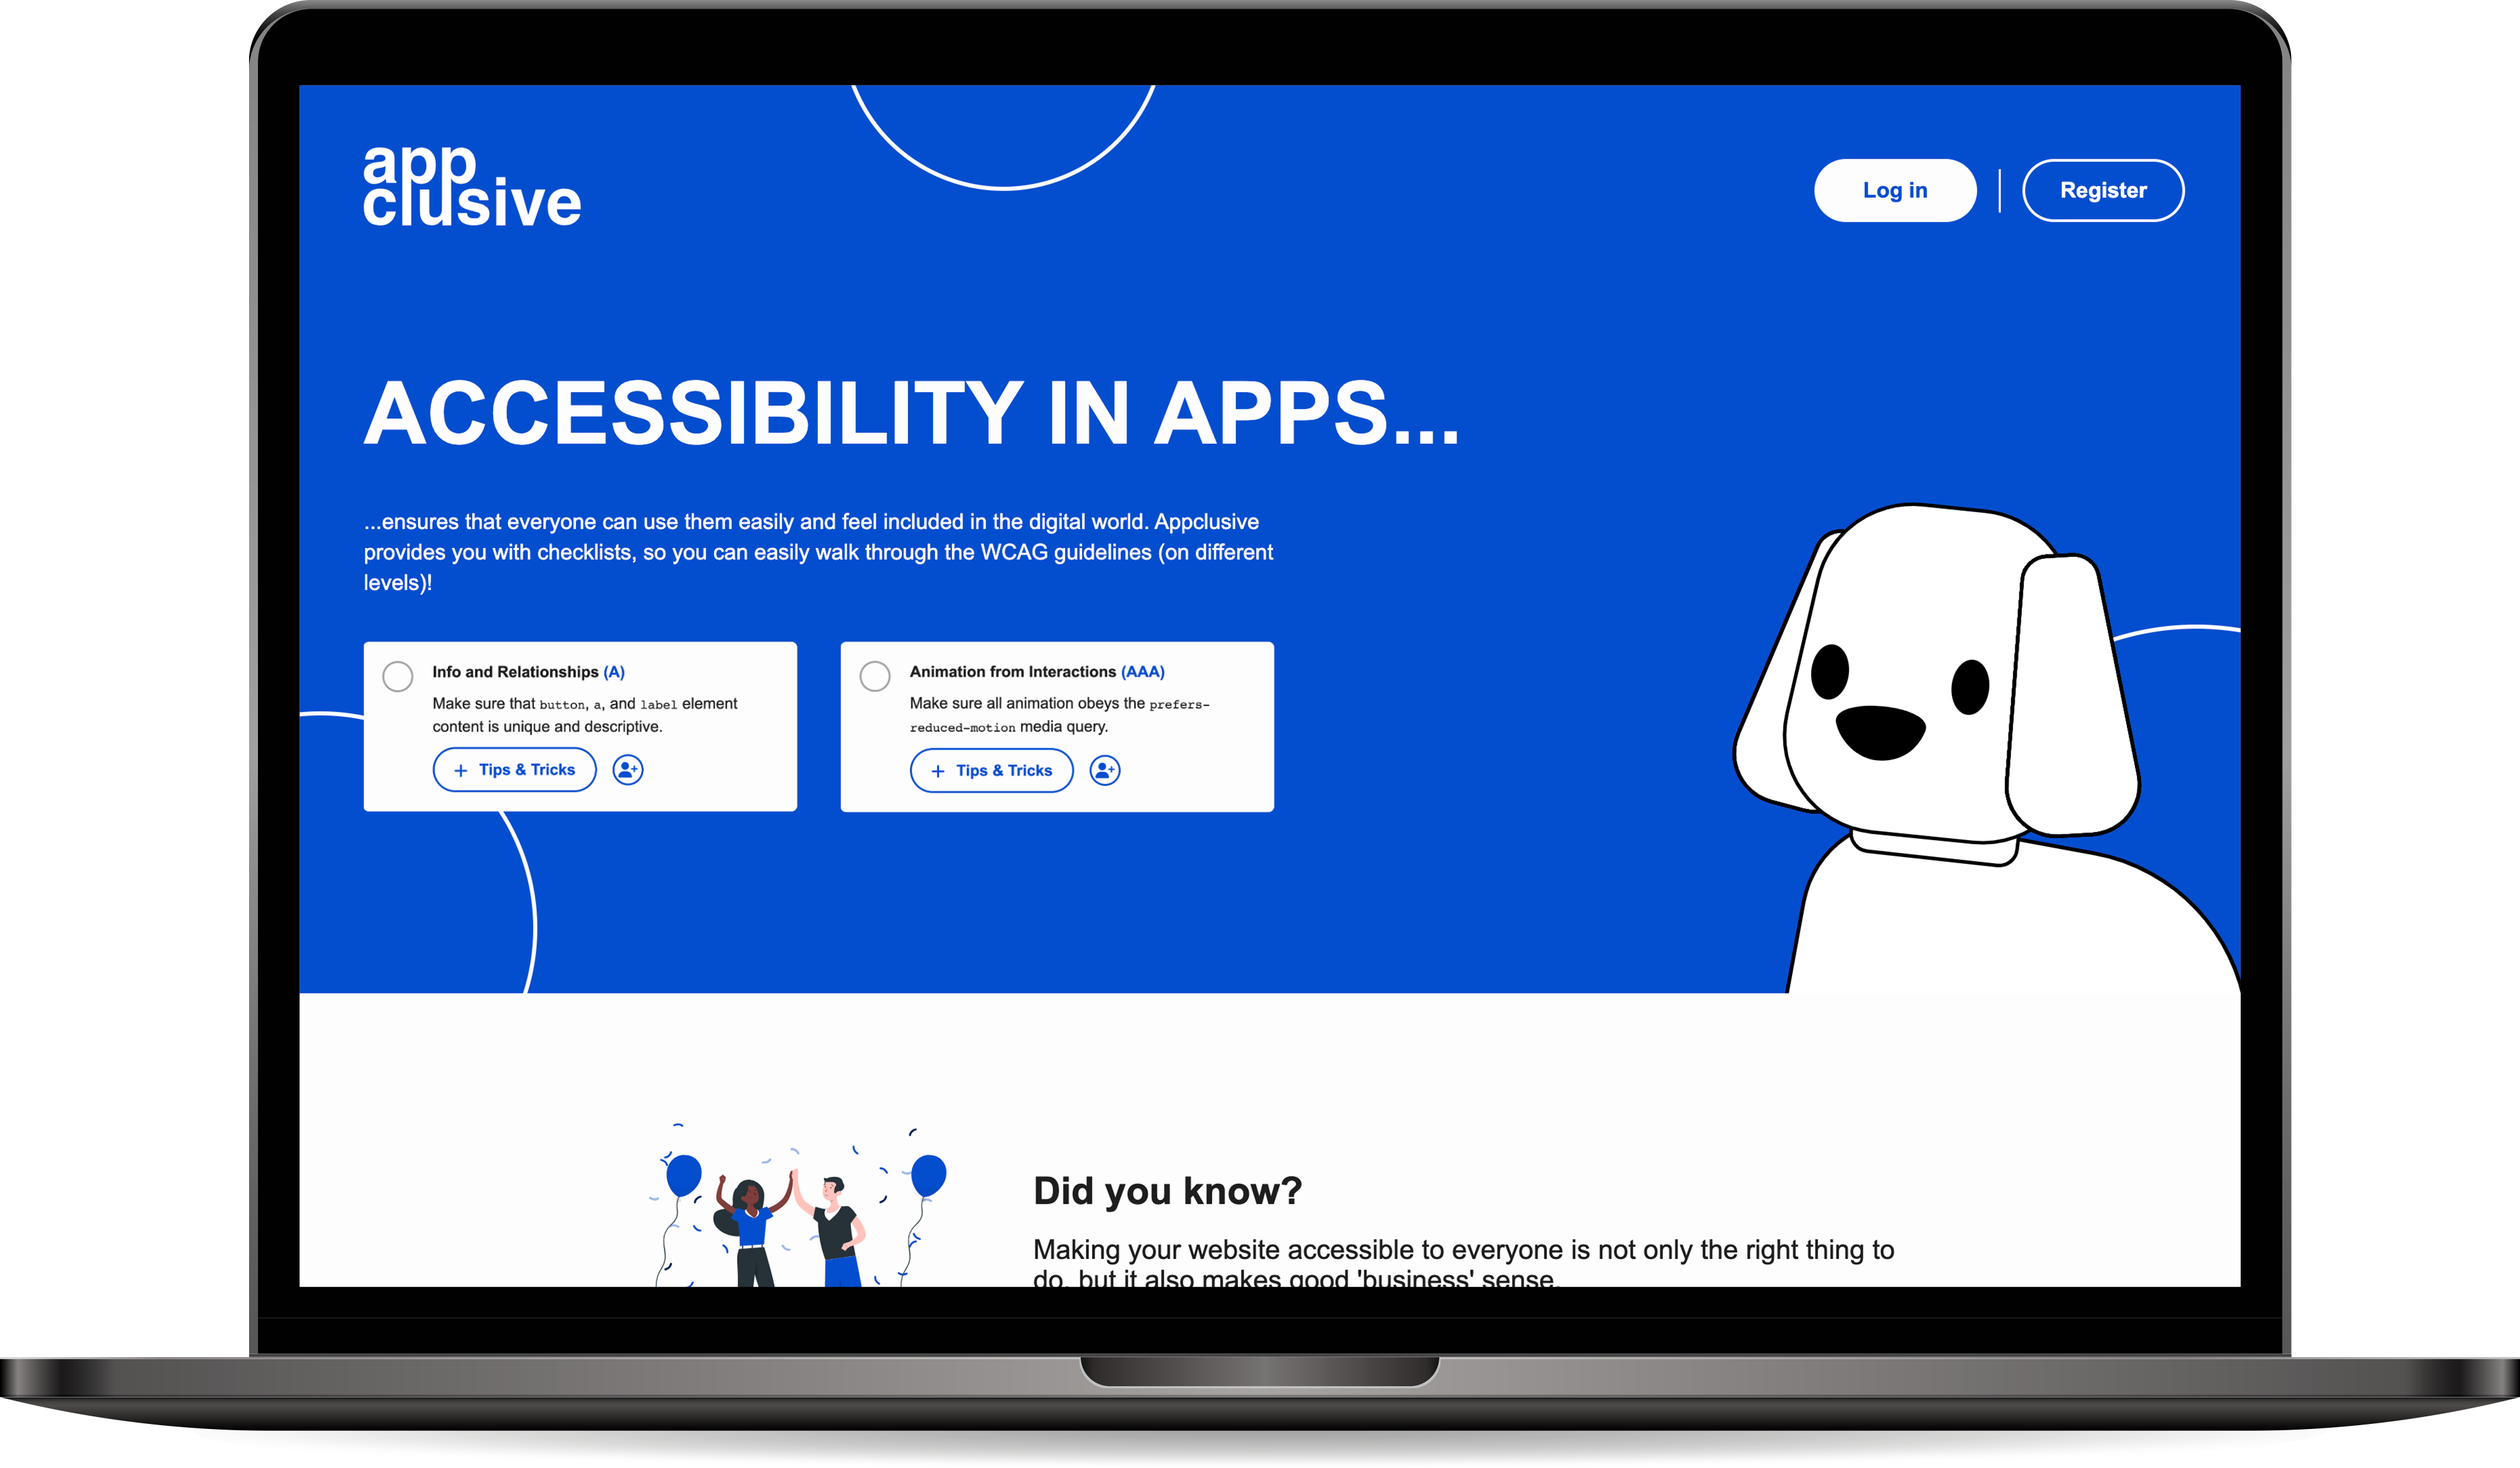 app
clusive
Log in
Register
ACCESSIBILITY IN APPS...
...ensures that everyone can use them easily and feel included in the digital world. Appclusive
provides you with checklists, so you can easily walk through the WCAG guidelines (on different
levels)!
Info and Relationships (A)
Make sure that button, a, and label element
content is unique and descriptive.
+ Tips & Tricks
Animation from Interactions (AAA)
Make sure all animation obeys the prefers-
reduced-motion media query.
+ Tips & Tricks
Did you know?
Making your website accessible to everyone is not only the right thing to
do, but it also makes good 'business' sense.